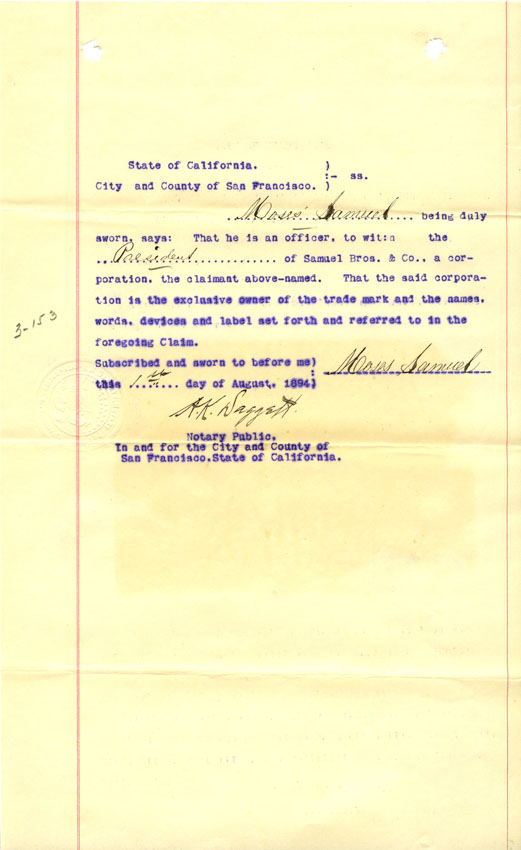 State of California. )
:- ss.
City and County of San Francisco. )
..Moses Samuel.... being duly
sworn, says: That he is an officer, to wit:n the
...President............. of Samuel Bros. & Co., a cor-
poration, the claimant above-named. That the said corpora-
tion is the exclusive owner of the trade mark and the names,
words, devices and label set forth and referred to in the
foregoing Claim.
3-153
Subscribed and sworn to before me)
: Moses Samuel
this 1st day of August, 1894)
A.K. Daggett.
Notary Public.
In and for the City and County of
San Francisco.State of California.